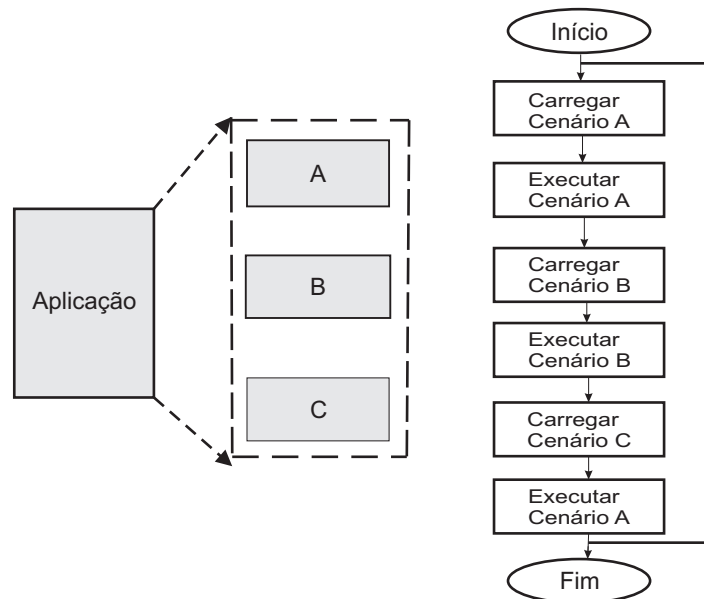 Aplicação
A
B
C
Início
Carregar
Cenário A
Executar
Cenário A
Carregar
Cenário B
Executar
Cenário B
Carregar
Cenário C
Executar
Cenário A
Fim